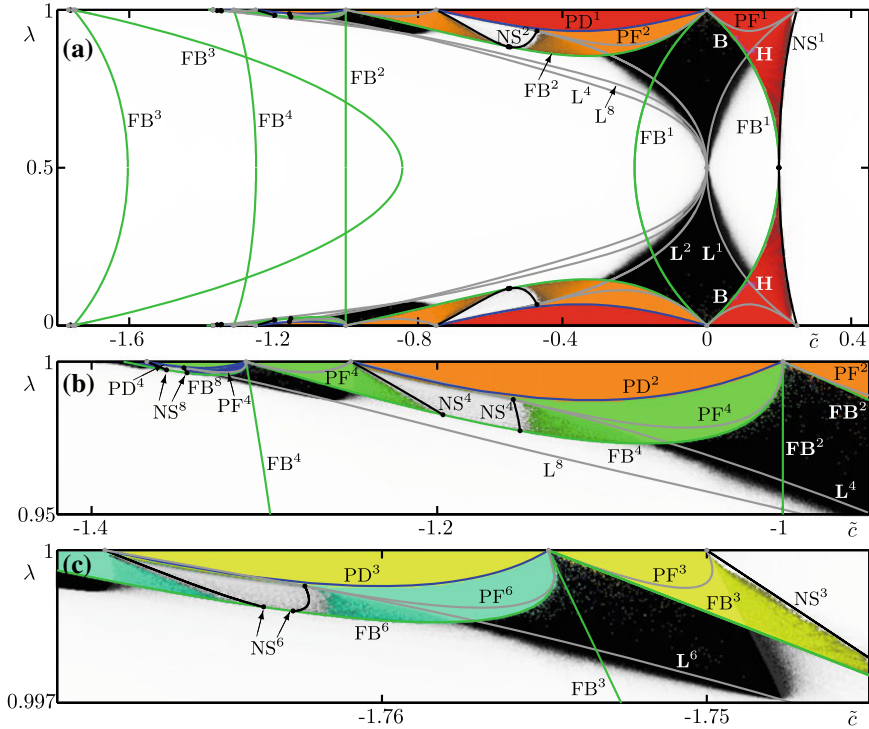 1
λ
(a)
FB³
FB³
FB⁴
FB²
NS²
PD¹
PF²
FB²
L⁴
L⁸
B
PF¹
H
NS¹
FB¹
FB¹
0.5
L²
L¹
B
H
0
-1.6
-1.2
-0.8
-0.4
0
c̃
0.4
1
λ
(b)
PD⁴
NS⁸
FB⁸
PF⁴
PF⁴
FB⁴
NS⁴
NS⁴
PD²
PF⁴
FB⁴
L⁸
PF²
FB²
FB²
L⁴
0.95
-1.4
-1.2
-1
c̃
1
λ
(c)
PD³
PF⁶
FB⁶
NS⁶
PF³
FB³
NS³
L⁶
FB³
0.997
-1.76
-1.75
c̃